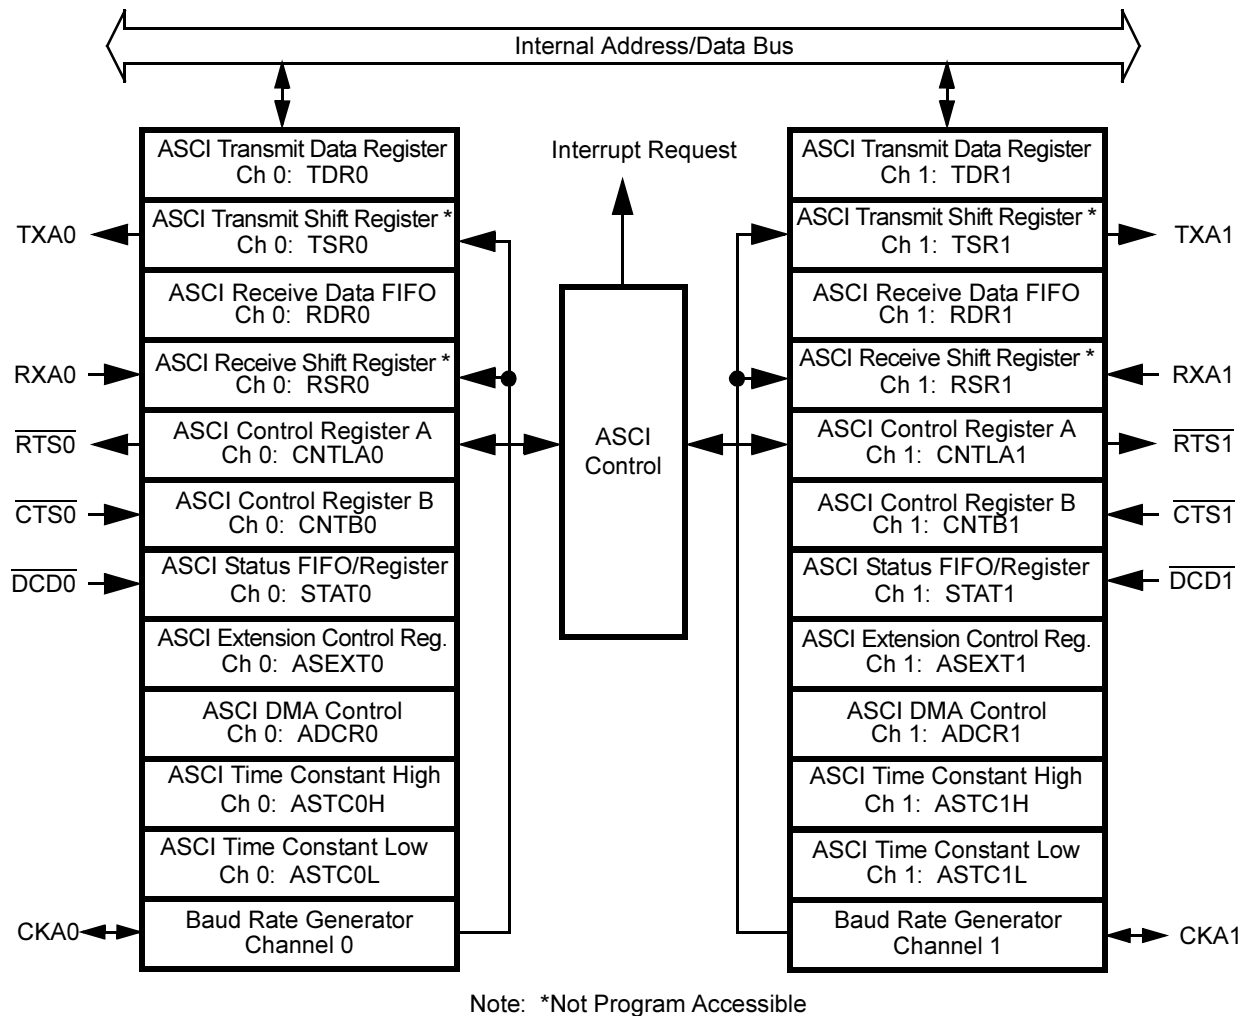 Internal Address/Data Bus
ASCI Transmit Data Register
Ch 0: TDR0
TXA0
ASCI Transmit Shift Register *
Ch 0: TSR0
ASCI Receive Data FIFO
Ch 0: RDR0
RXA0
ASCI Receive Shift Register *
Ch 0: RSR0
RTS0
ASCI Control Register A
Ch 0: CNTLA0
CTS0
ASCI Control Register B
Ch 0: CNTB0
DCD0
ASCI Status FIFO/Register
Ch 0: STAT0
ASCI Extension Control Reg.
Ch 0: ASEXT0
ASCI DMA Control
Ch 0: ADCR0
ASCI Time Constant High
Ch 0: ASTC0H
ASCI Time Constant Low
Ch 0: ASTC0L
CKA0
Baud Rate Generator
Channel 0
Interrupt Request
ASCI
Control
ASCI Transmit Data Register
Ch 1: TDR1
ASCI Transmit Shift Register *
Ch 1: TSR1
TXA1
ASCI Receive Data FIFO
Ch 1: RDR1
ASCI Receive Shift Register *
Ch 1: RSR1
RXA1
ASCI Control Register A
Ch 1: CNTLA1
RTS1
ASCI Control Register B
Ch 1: CNTB1
CTS1
ASCI Status FIFO/Register
Ch 1: STAT1
DCD1
ASCI Extension Control Reg.
Ch 1: ASEXT1
ASCI DMA Control
Ch 1: ADCR1
ASCI Time Constant High
Ch 1: ASTC1H
ASCI Time Constant Low
Ch 1: ASTC1L
Baud Rate Generator
Channel 1
CKA1
Note: *Not Program Accessible